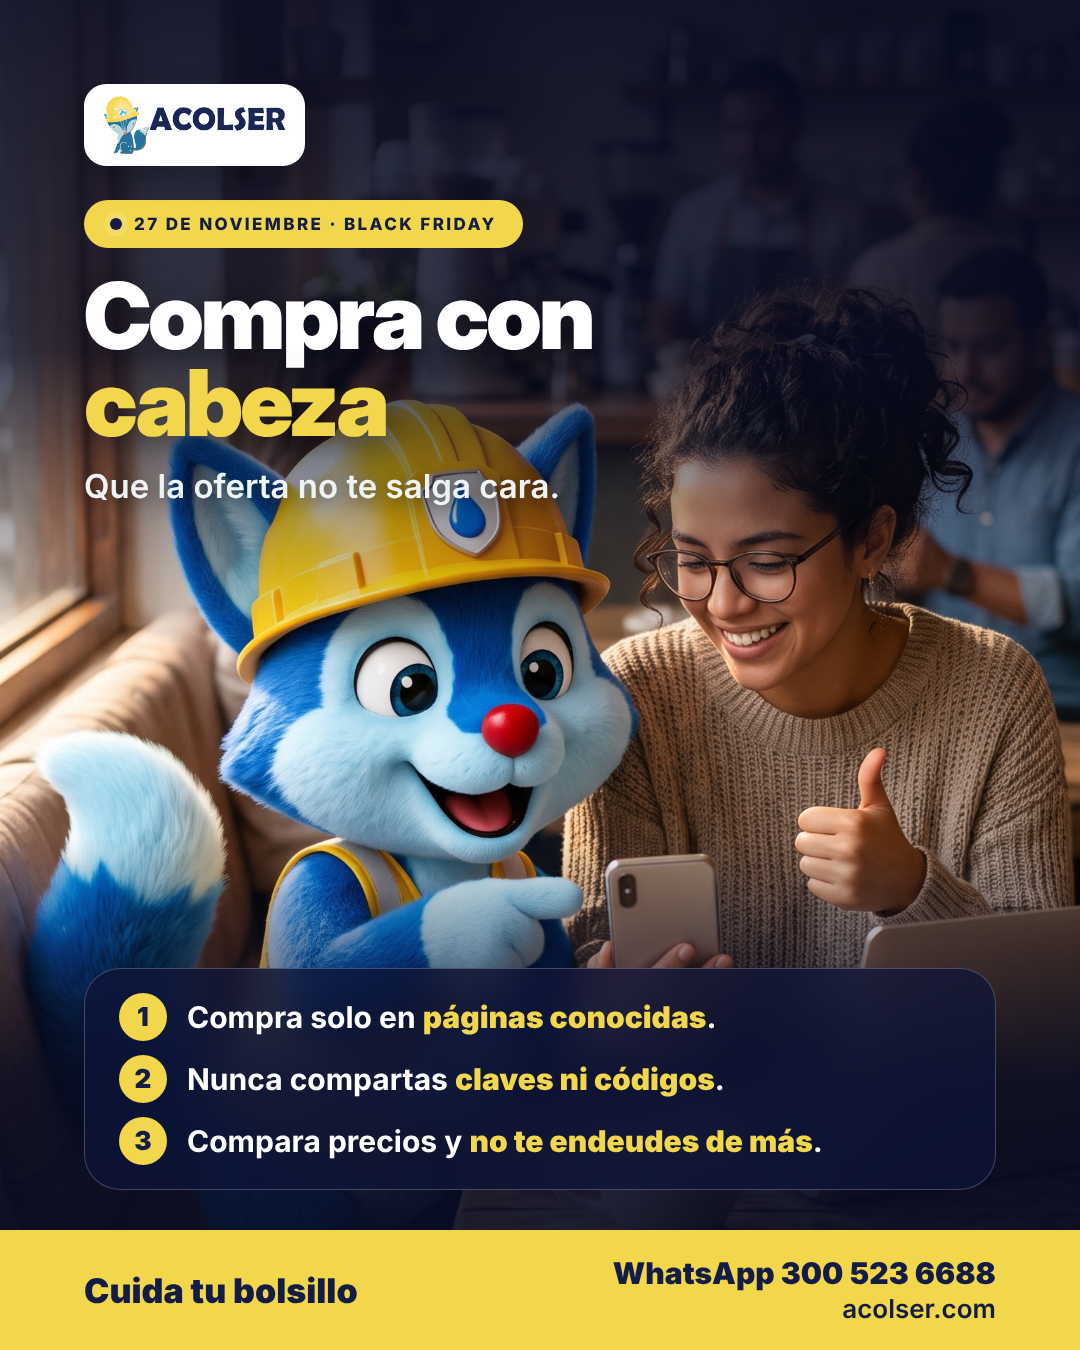 ACOLSER
27 DE NOVIEMBRE · BLACK FRIDAY
Compra con
cabeza
Que la oferta no te salga cara.
1 Compra solo en páginas conocidas.
2 Nunca compartas claves ni códigos.
3 Compara precios y no te endeudes de más.
Cuida tu bolsillo
WhatsApp 300 523 6688
acolser.com